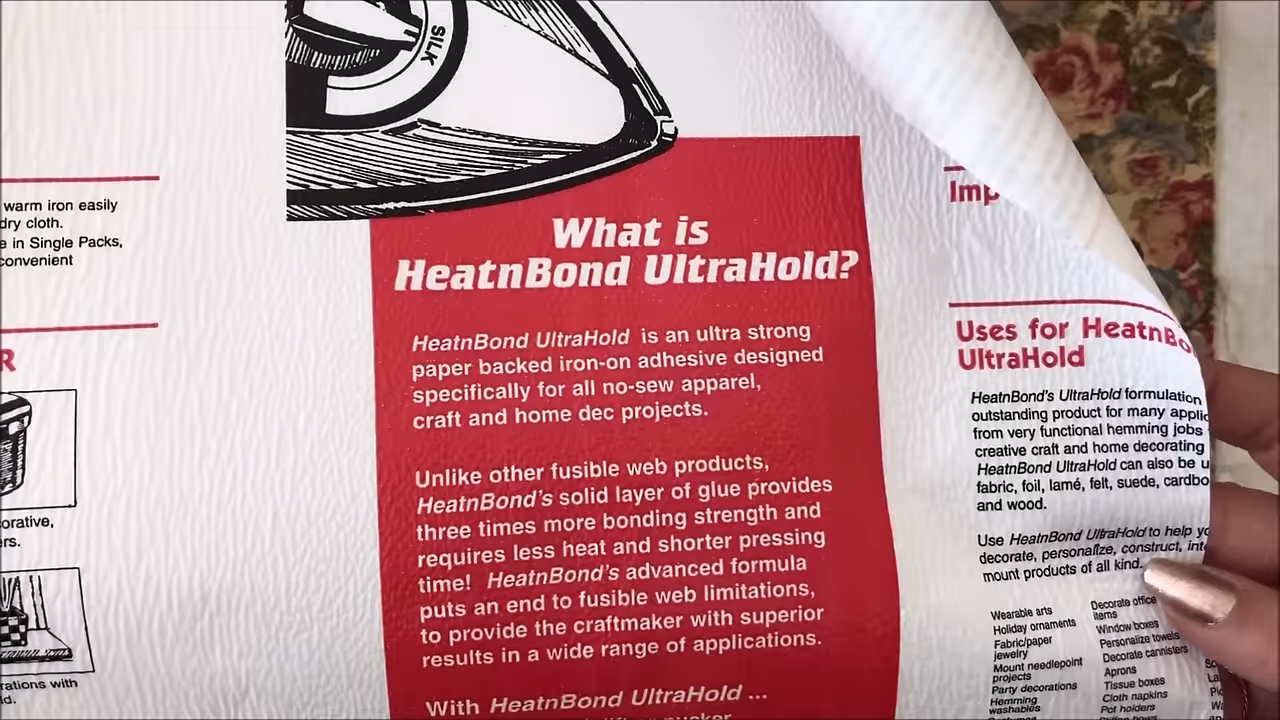 SILK
warm iron easily
dry cloth.
e in Single Packs,
convenient
R
orative,
ers.
rations with
ld.
What is
HeatnBond UltraHold?
HeatnBond UltraHold is an ultra strong
paper backed iron-on adhesive designed
specifically for all no-sew apparel,
craft and home dec projects.
Unlike other fusible web products,
HeatnBond's solid layer of glue provides
three times more bonding strength and
requires less heat and shorter pressing
time! HeatnBond's advanced formula
puts an end to fusible web limitations,
to provide the craftmaker with superior
results in a wide range of applications.
With HeatnBond UltraHold ...
Imp
Uses for HeatnBo
UltraHold
HeatnBond's UltraHold formulation
outstanding product for many applic
from very functional hemming jobs
creative craft and home decorating
HeatnBond UltraHold can also be u
fabric, foil, lamé, felt, suede, cardbo
and wood.
Use HeatnBond UltraHold to help yo
decorate, personalize, construct, int
mount products of all kind.
Wearable arts
Holiday ornaments
Fabric/paper
jewelry
Mount needlepoint
projects
Party decorations
Hemming
washables
Decorate office
items
Window boxes
Personalize towels
Decorate cannisters
Aprons
Tissue boxes
Cloth napkins
Pot holders